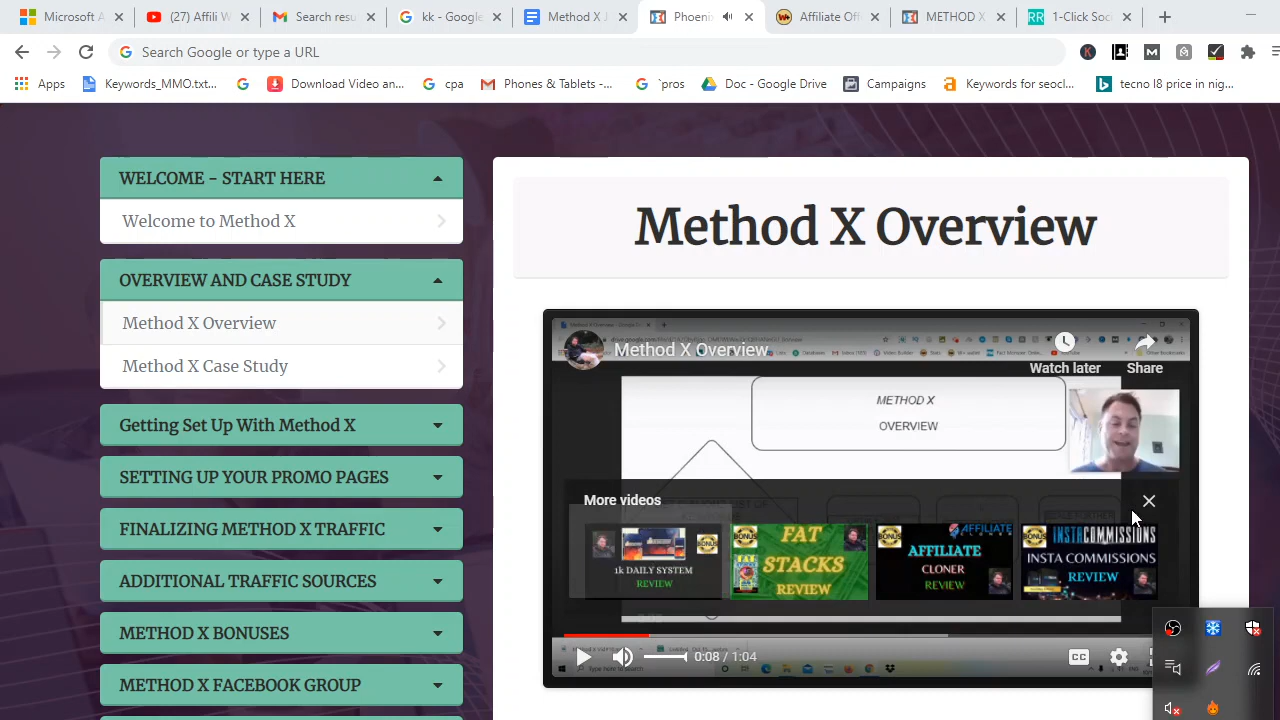 Microsoft A
(27) Affili W
Search resu
kk - Google
Method X J
Phoenix
Affiliate Off
METHOD X
1-Click Soc
Search Google or type a URL
Apps
Keywords_MMO.txt...
Download Video an...
cpa
Phones & Tablets -...
`pros
Doc - Google Drive
Campaigns
Keywords for seocl...
tecno l8 price in nig...
WELCOME - START HERE
Welcome to Method X
OVERVIEW AND CASE STUDY
Method X Overview
Method X Case Study
Getting Set Up With Method X
SETTING UP YOUR PROMO PAGES
FINALIZING METHOD X TRAFFIC
ADDITIONAL TRAFFIC SOURCES
METHOD X BONUSES
METHOD X FACEBOOK GROUP
Method X Overview
Method X Overview
Watch later
Share
METHOD X
OVERVIEW
More videos
BONUS
1K DAILY SYSTEM
REVIEW
BONUS
FAT
STACKS
REVIEW
BONUS
AFFILIATE
AFFILIATE
CLONER
REVIEW
BONUS
INSTACOMMISSIONS
INSTA COMMISSIONS
REVIEW
0:08 / 1:04
CC